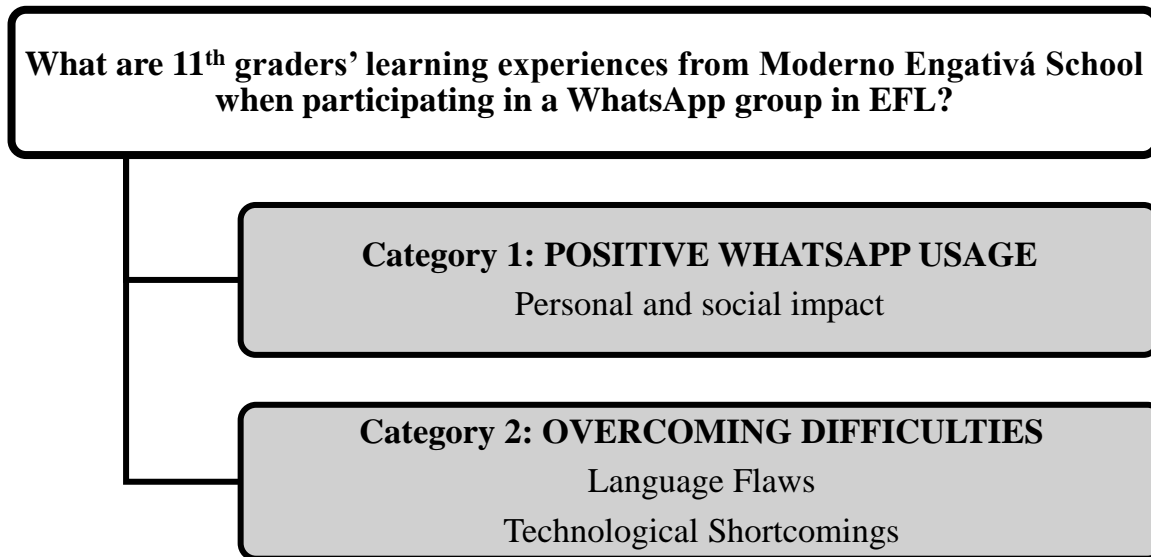 What are 11th graders’ learning experiences from Moderno Engativá School
when participating in a WhatsApp group in EFL?
Category 1: POSITIVE WHATSAPP USAGE
Personal and social impact
Category 2: OVERCOMING DIFFICULTIES
Language Flaws
Technological Shortcomings